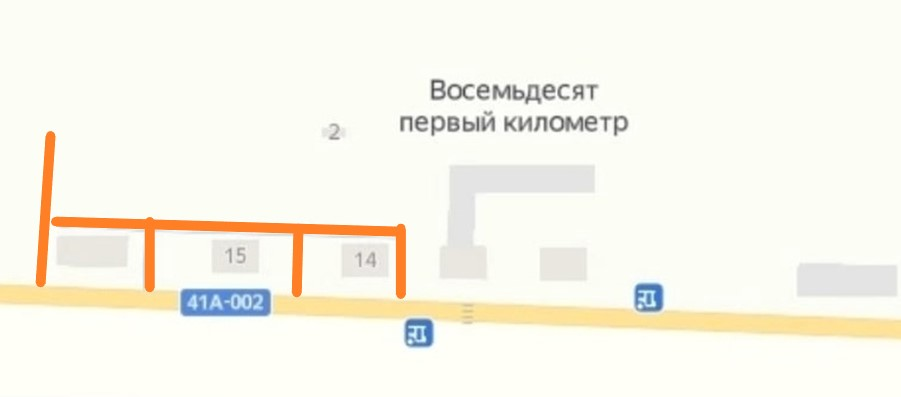 Восемьдесят
первый километр
2
15
14
41А-002